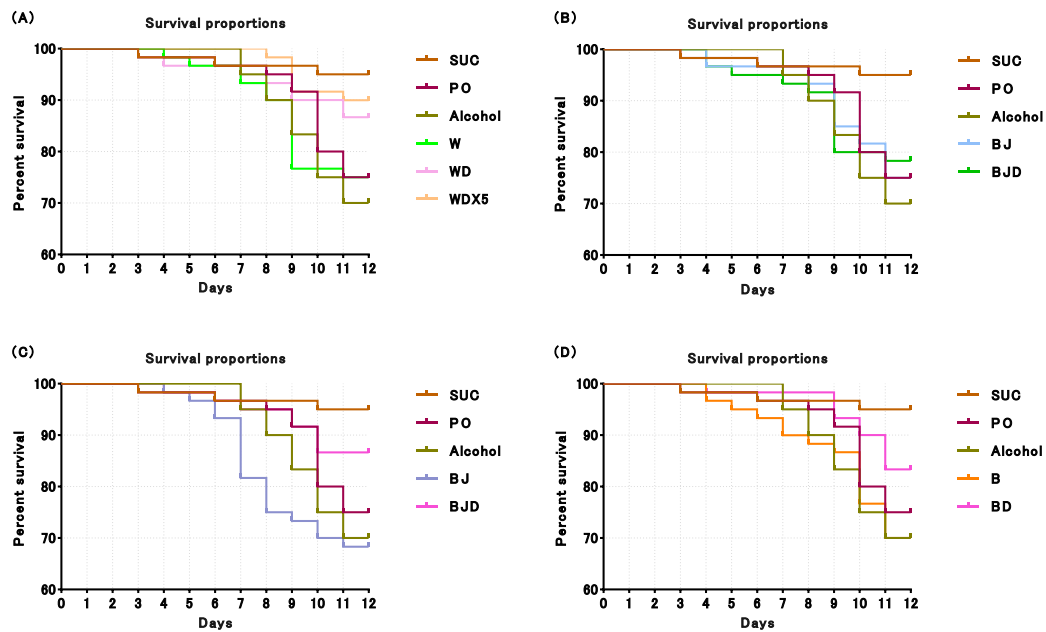 (A)
Survival proportions
Percent survival
100
90
80
70
60
0 1 2 3 4 5 6 7 8 9 10 11 12
Days
SUC
PO
Alcohol
W
WD
WDX5
(B)
Survival proportions
Percent survival
100
90
80
70
60
0 1 2 3 4 5 6 7 8 9 10 11 12
Days
SUC
PO
Alcohol
BJ
BJD
(C)
Survival proportions
Percent survival
100
90
80
70
60
0 1 2 3 4 5 6 7 8 9 10 11 12
Days
SUC
PO
Alcohol
BJ
BJD
(D)
Survival proportions
Percent survival
100
90
80
70
60
0 1 2 3 4 5 6 7 8 9 10 11 12
Days
SUC
PO
Alcohol
B
BD